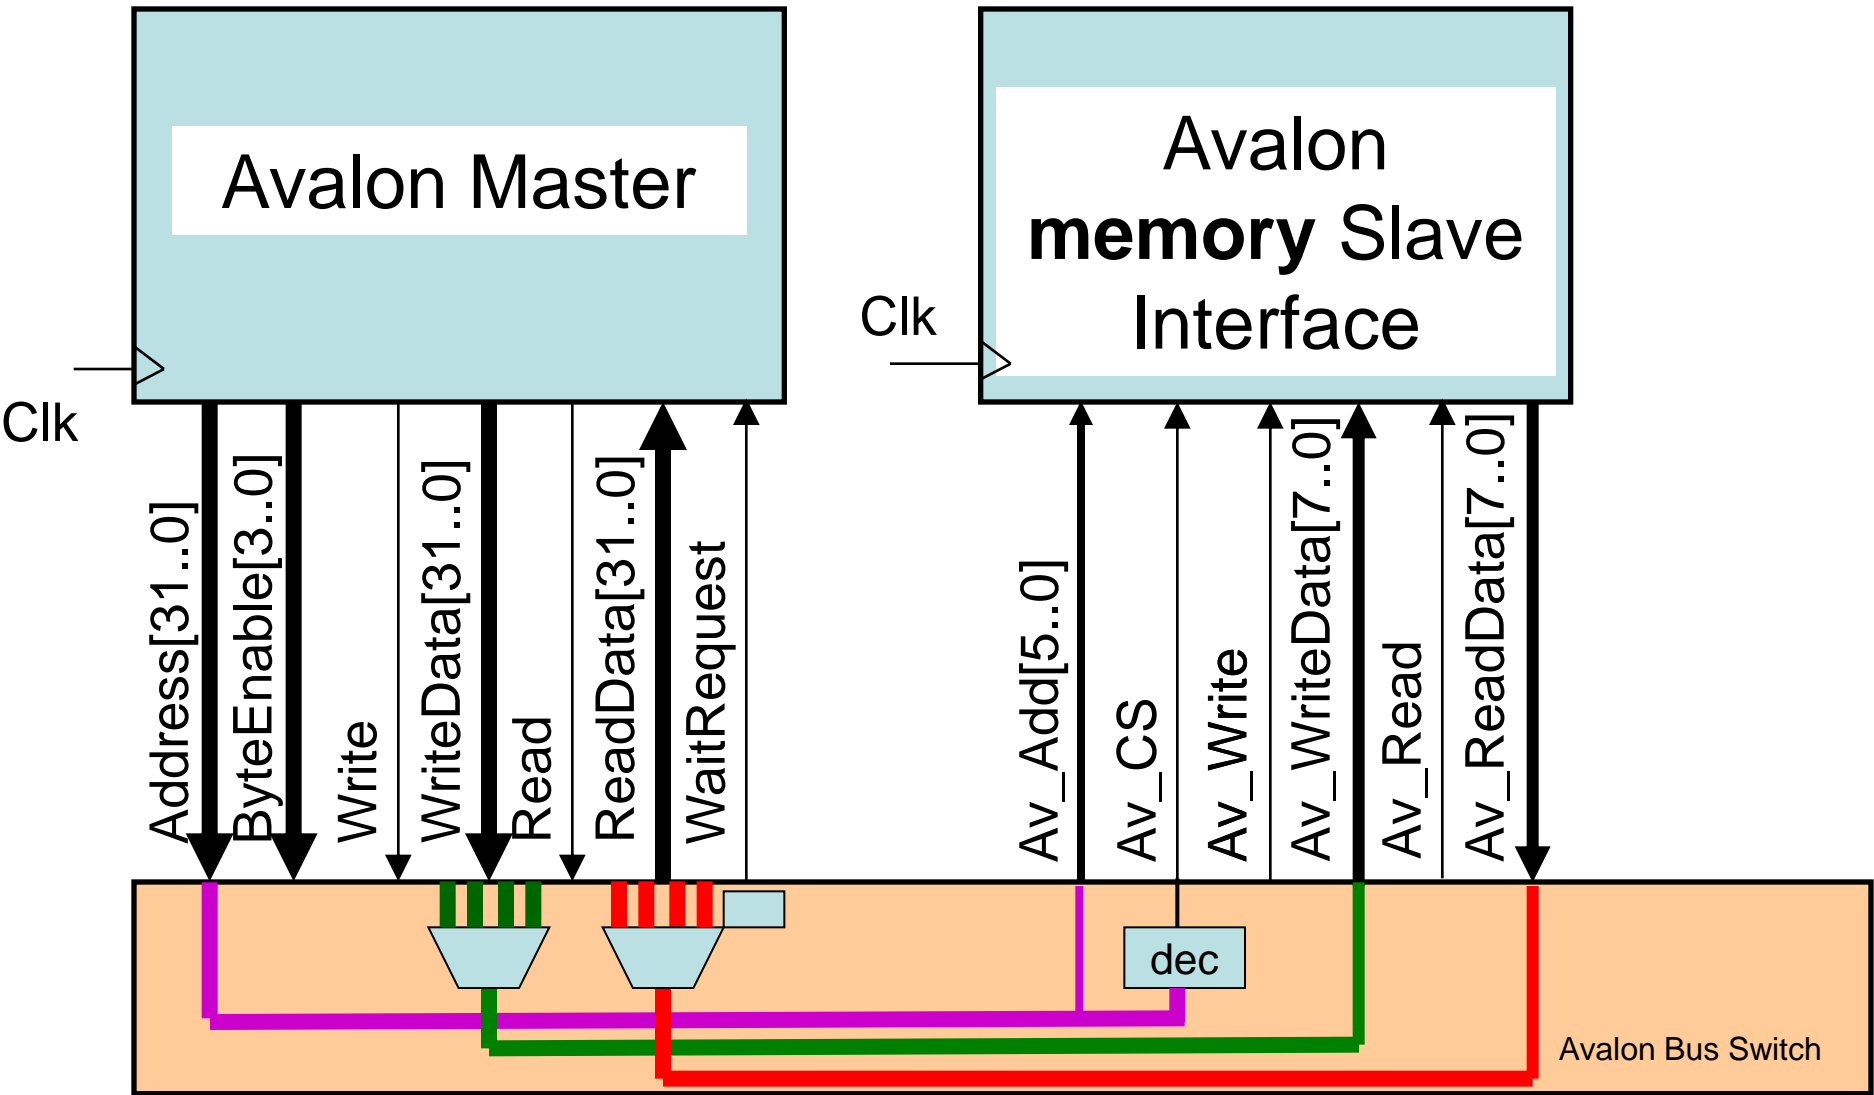 Avalon Master
Avalon
memory Slave
Interface
Clk
Clk
Address[31..0]
ByteEnable[3..0]
Write
WriteData[31..0]
Read
ReadData[31..0]
WaitRequest
Av_Add[5..0]
Av_CS
Av_Write
Av_WriteData[7..0]
Av_Read
Av_ReadData[7..0]
dec
Avalon Bus Switch